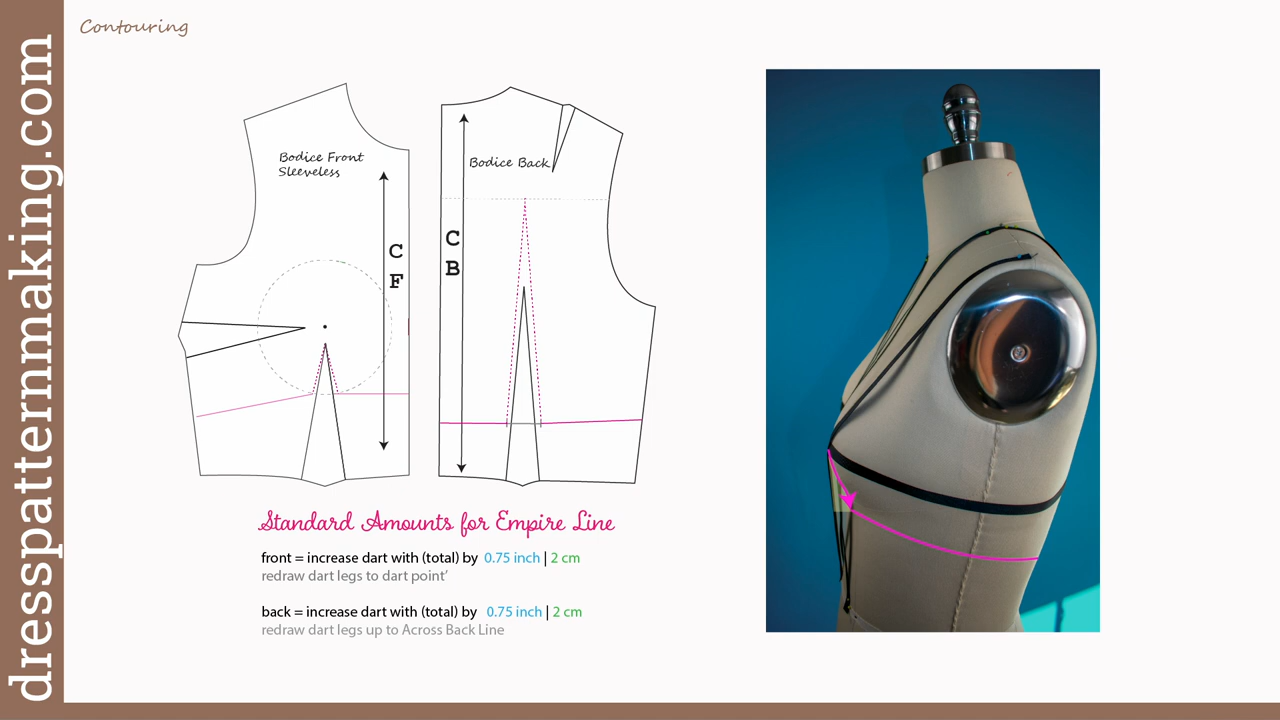 dresspatternmaking.com
Contouring
Bodice Front
Sleeveless
C
F
Bodice Back
C
B
Standard Amounts for Empire Line
front = increase dart with (total) by 0.75 inch | 2 cm
redraw dart legs to dart point'
back = increase dart with (total) by 0.75 inch | 2 cm
redraw dart legs up to Across Back Line